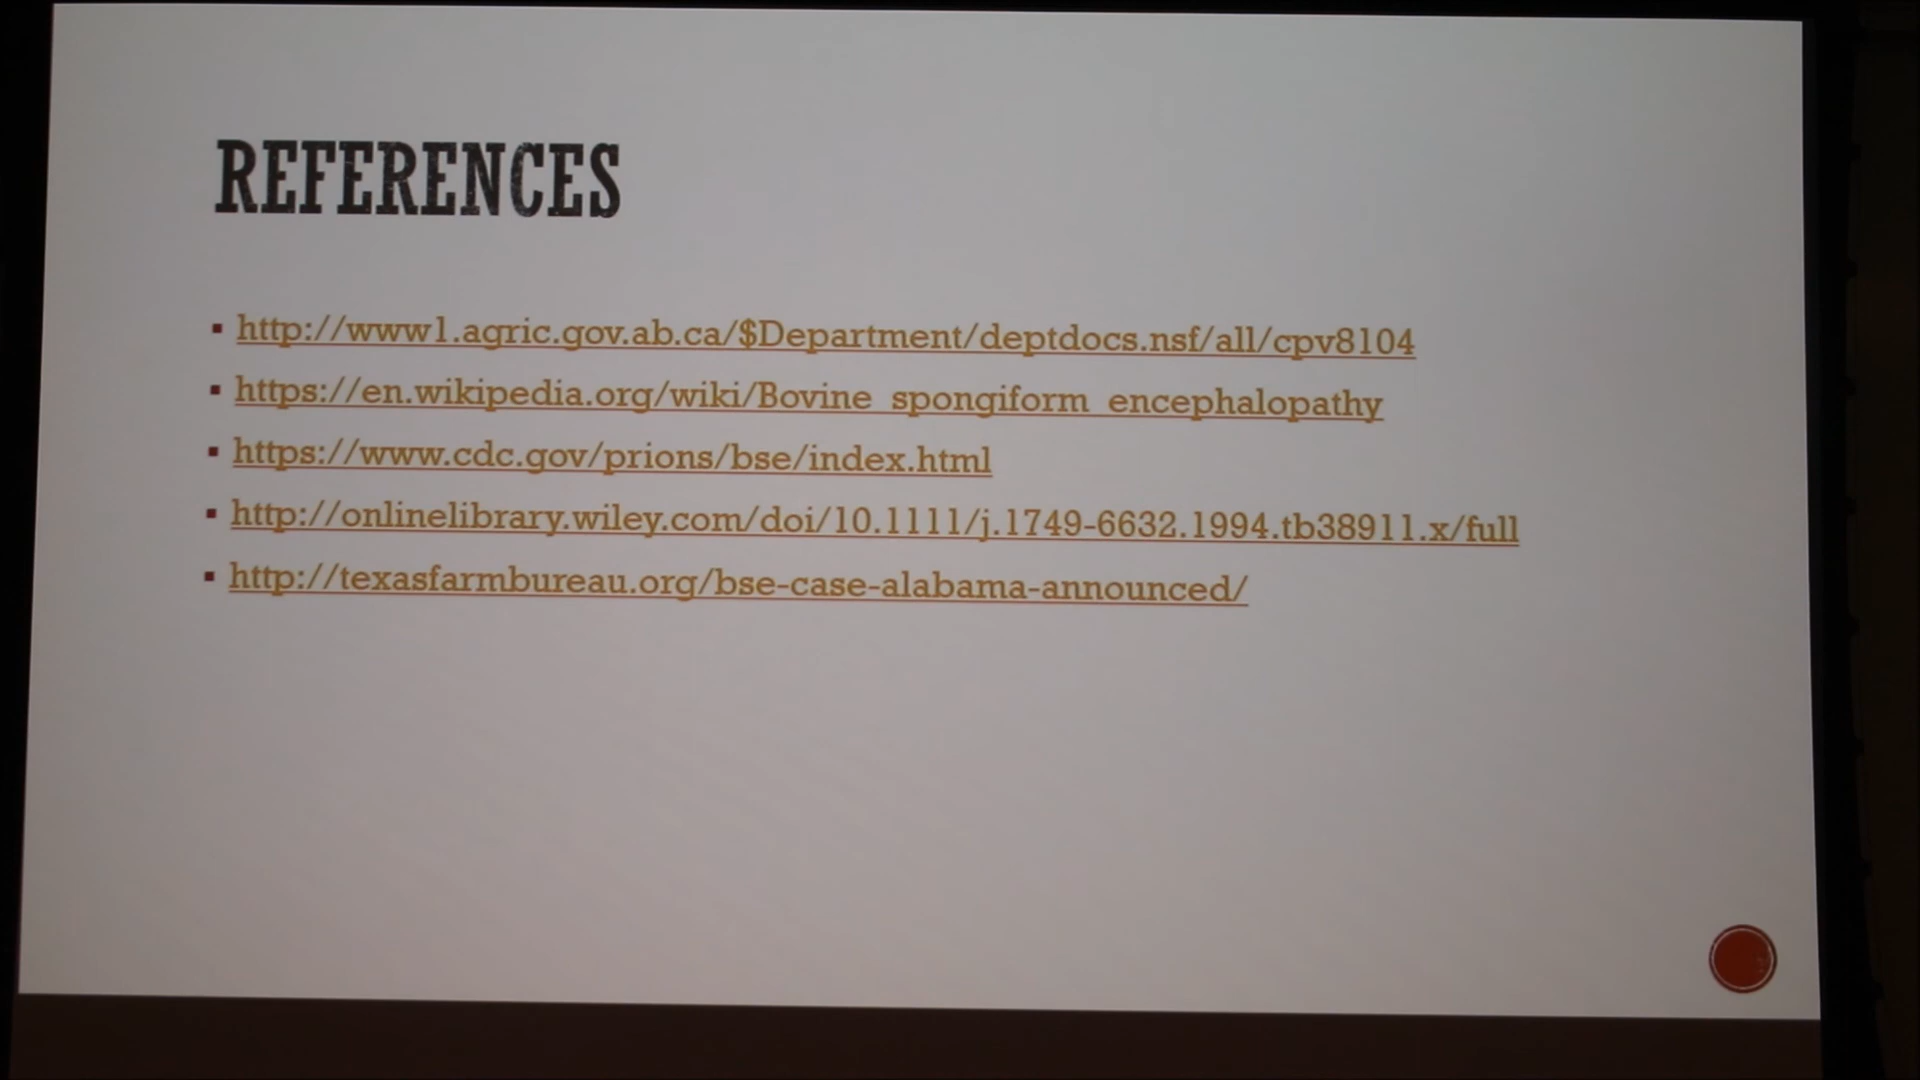 REFERENCES
http://www1.agric.gov.ab.ca/$Department/deptdocs.nsf/all/cpv8104
https://en.wikipedia.org/wiki/Bovine_spongiform_encephalopathy
https://www.cdc.gov/prions/bse/index.html
http://onlinelibrary.wiley.com/doi/10.1111/j.1749-6632.1994.tb38911.x/full
http://texasfarmbureau.org/bse-case-alabama-announced/